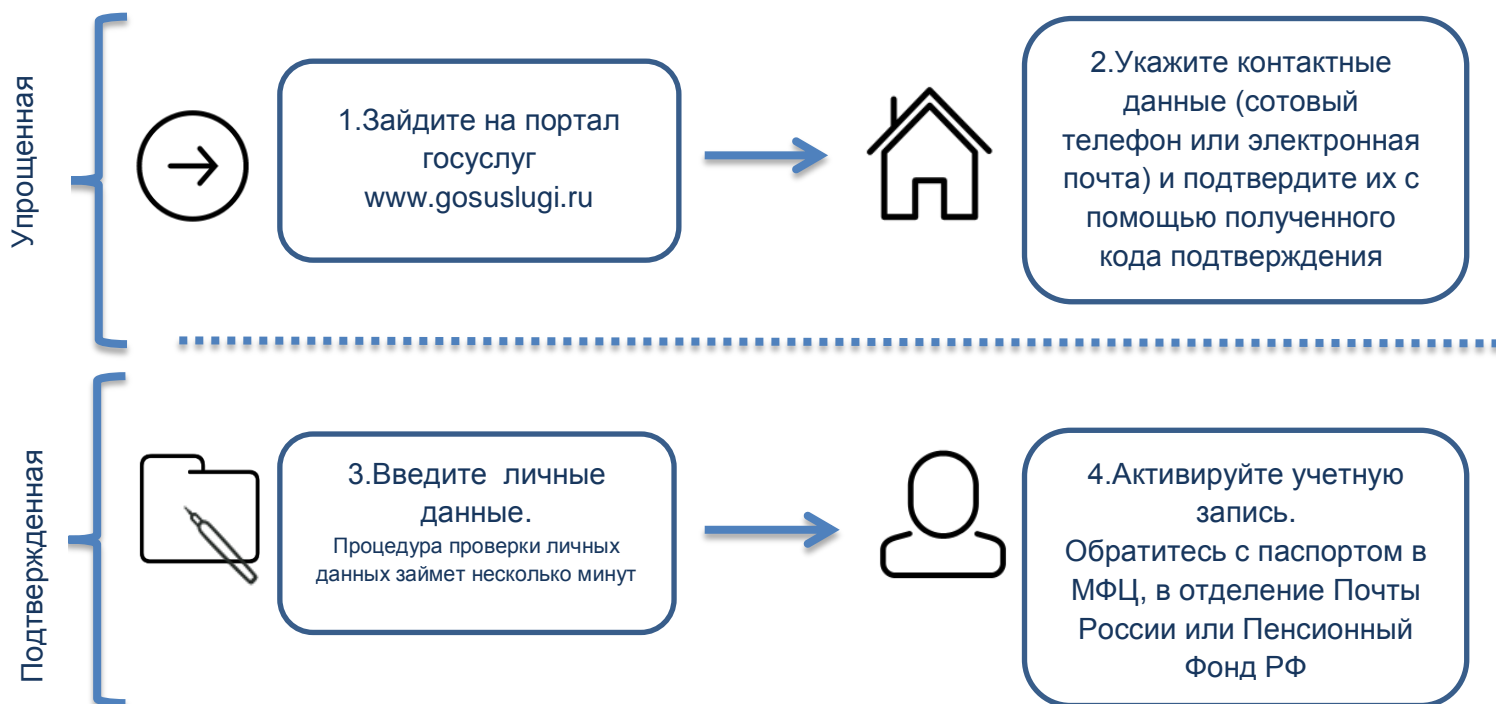 Упрощенная
1.Зайдите на портал
госуслуг
www.gosuslugi.ru
2.Укажите контактные
данные (сотовый
телефон или электронная
почта) и подтвердите их с
помощью полученного
кода подтверждения
Подтвержденная
3.Введите личные
данные.
Процедура проверки личных
данных займет несколько минут
4.Активируйте учетную
запись.
Обратитесь с паспортом в
МФЦ, в отделение Почты
России или Пенсионный
Фонд РФ